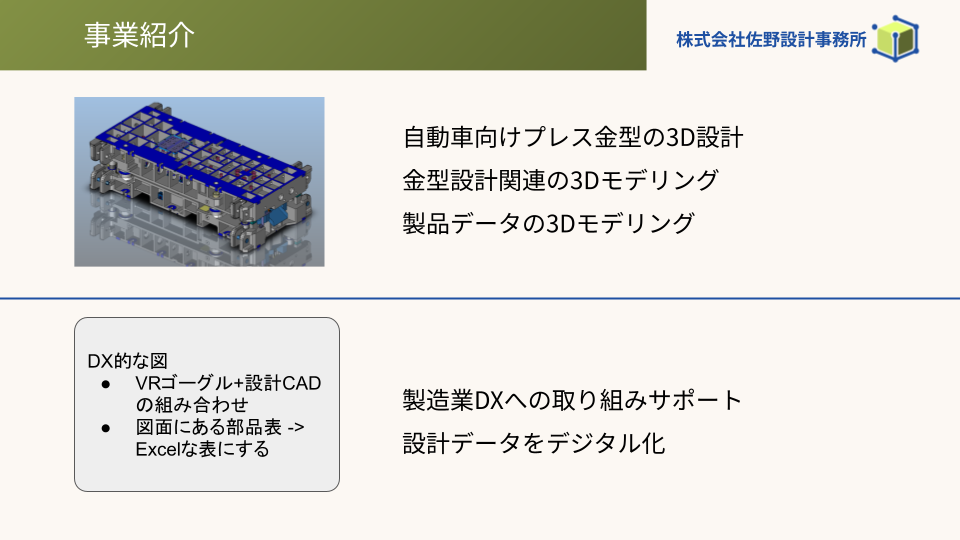 事業紹介
株式会社佐野設計事務所
自動車向けプレス金型の3D設計
金型設計関連の3Dモデリング
製品データの3Dモデリング
DX的な図
● VRゴーグル+設計CAD
の組み合わせ
● 図面にある部品表 ->
Excelな表にする
製造業DXへの取り組みサポート
設計データをデジタル化